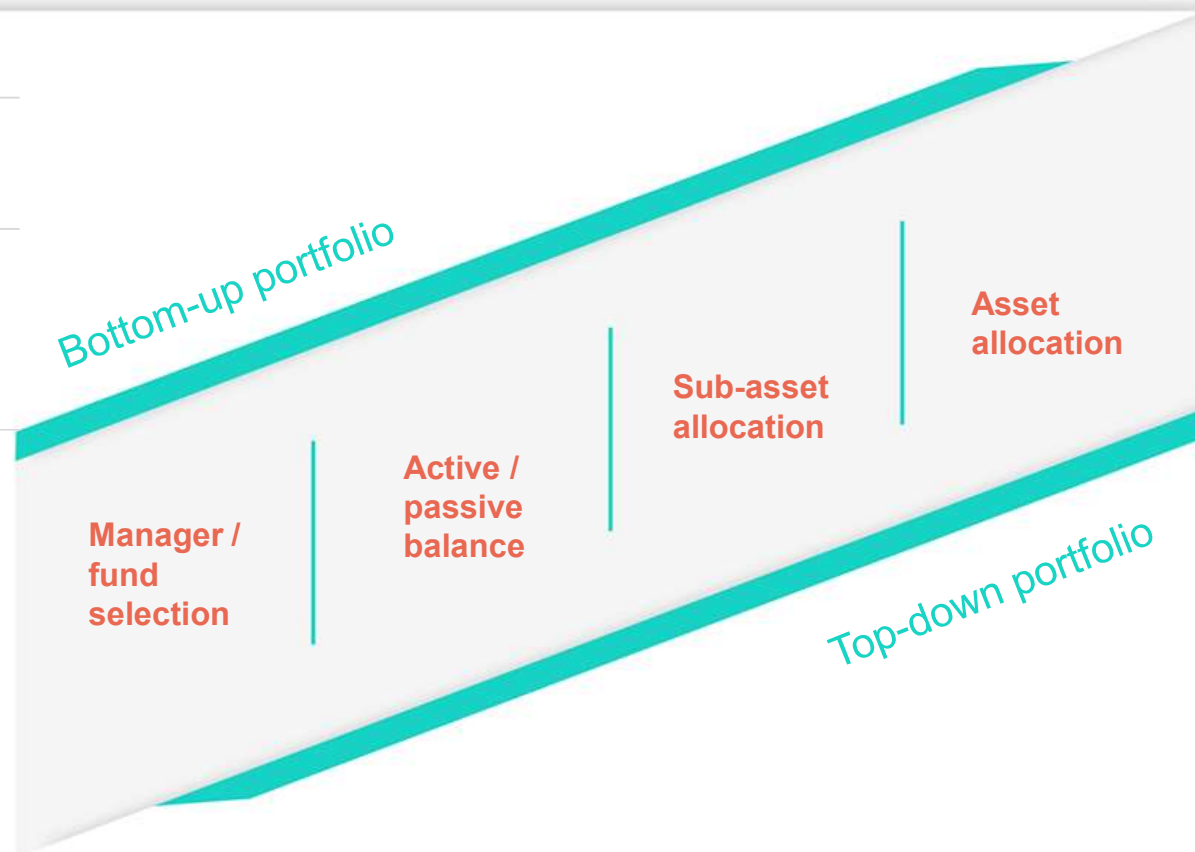 Bottom-up portfolio
Manager /
fund
selection
Active /
passive
balance
Sub-asset
allocation
Asset
allocation
Top-down portfolio